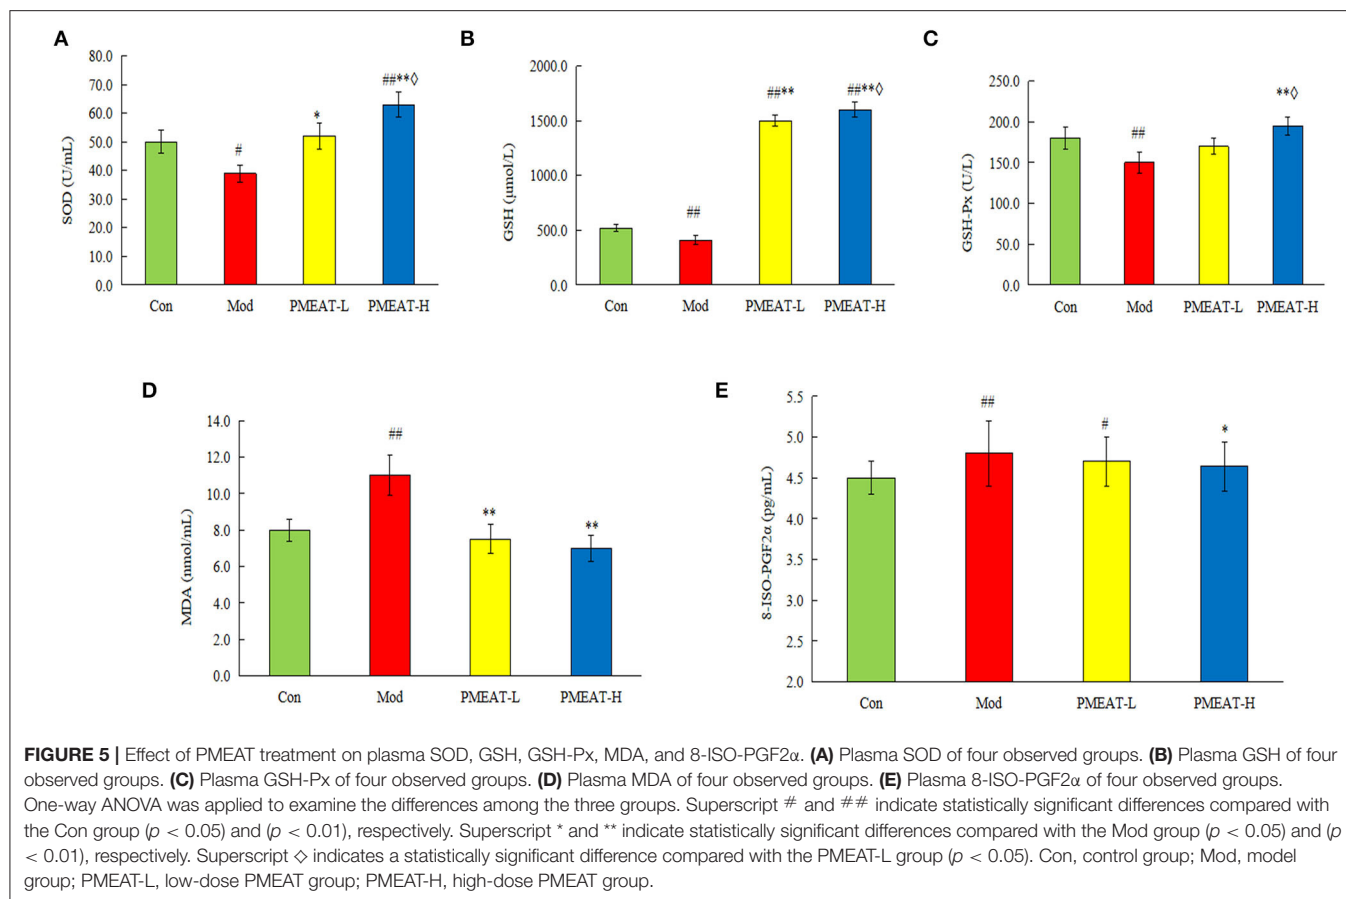 A
SOD (U/mL)
80.0
70.0
60.0
50.0
40.0
30.0
20.0
10.0
0.0
#
*
##**◊
Con Mod PMEAT-L PMEAT-H
B
GSH (μmol/L)
2000.0
1500.0
1000.0
500.0
0.0
##
##**
##**◊
Con Mod PMEAT-L PMEAT-H
C
GSH-Px (U/L)
250.0
200.0
150.0
100.0
50.0
0.0
##
**◊
Con Mod PMEAT-L PMEAT-H
D
MDA (nmol/mL)
14.0
12.0
10.0
8.0
6.0
4.0
2.0
0.0
##
**
**
Con Mod PMEAT-L PMEAT-H
E
8-ISO-PGF2α (pg/mL)
5.5
5.0
4.5
4.0
3.5
3.0
2.5
2.0
##
#
*
Con Mod PMEAT-L PMEAT-H
FIGURE 5 | Effect of PMEAT treatment on plasma SOD, GSH, GSH-Px, MDA, and 8-ISO-PGF2α. (A) Plasma SOD of four observed groups. (B) Plasma GSH of four
observed groups. (C) Plasma GSH-Px of four observed groups. (D) Plasma MDA of four observed groups. (E) Plasma 8-ISO-PGF2α of four observed groups.
One-way ANOVA was applied to examine the differences among the three groups. Superscript # and ## indicate statistically significant differences compared with
the Con group (p < 0.05) and (p < 0.01), respectively. Superscript * and ** indicate statistically significant differences compared with the Mod group (p < 0.05) and (p
< 0.01), respectively. Superscript ◇ indicates a statistically significant difference compared with the PMEAT-L group (p < 0.05). Con, control group; Mod, model
group; PMEAT-L, low-dose PMEAT group; PMEAT-H, high-dose PMEAT group.